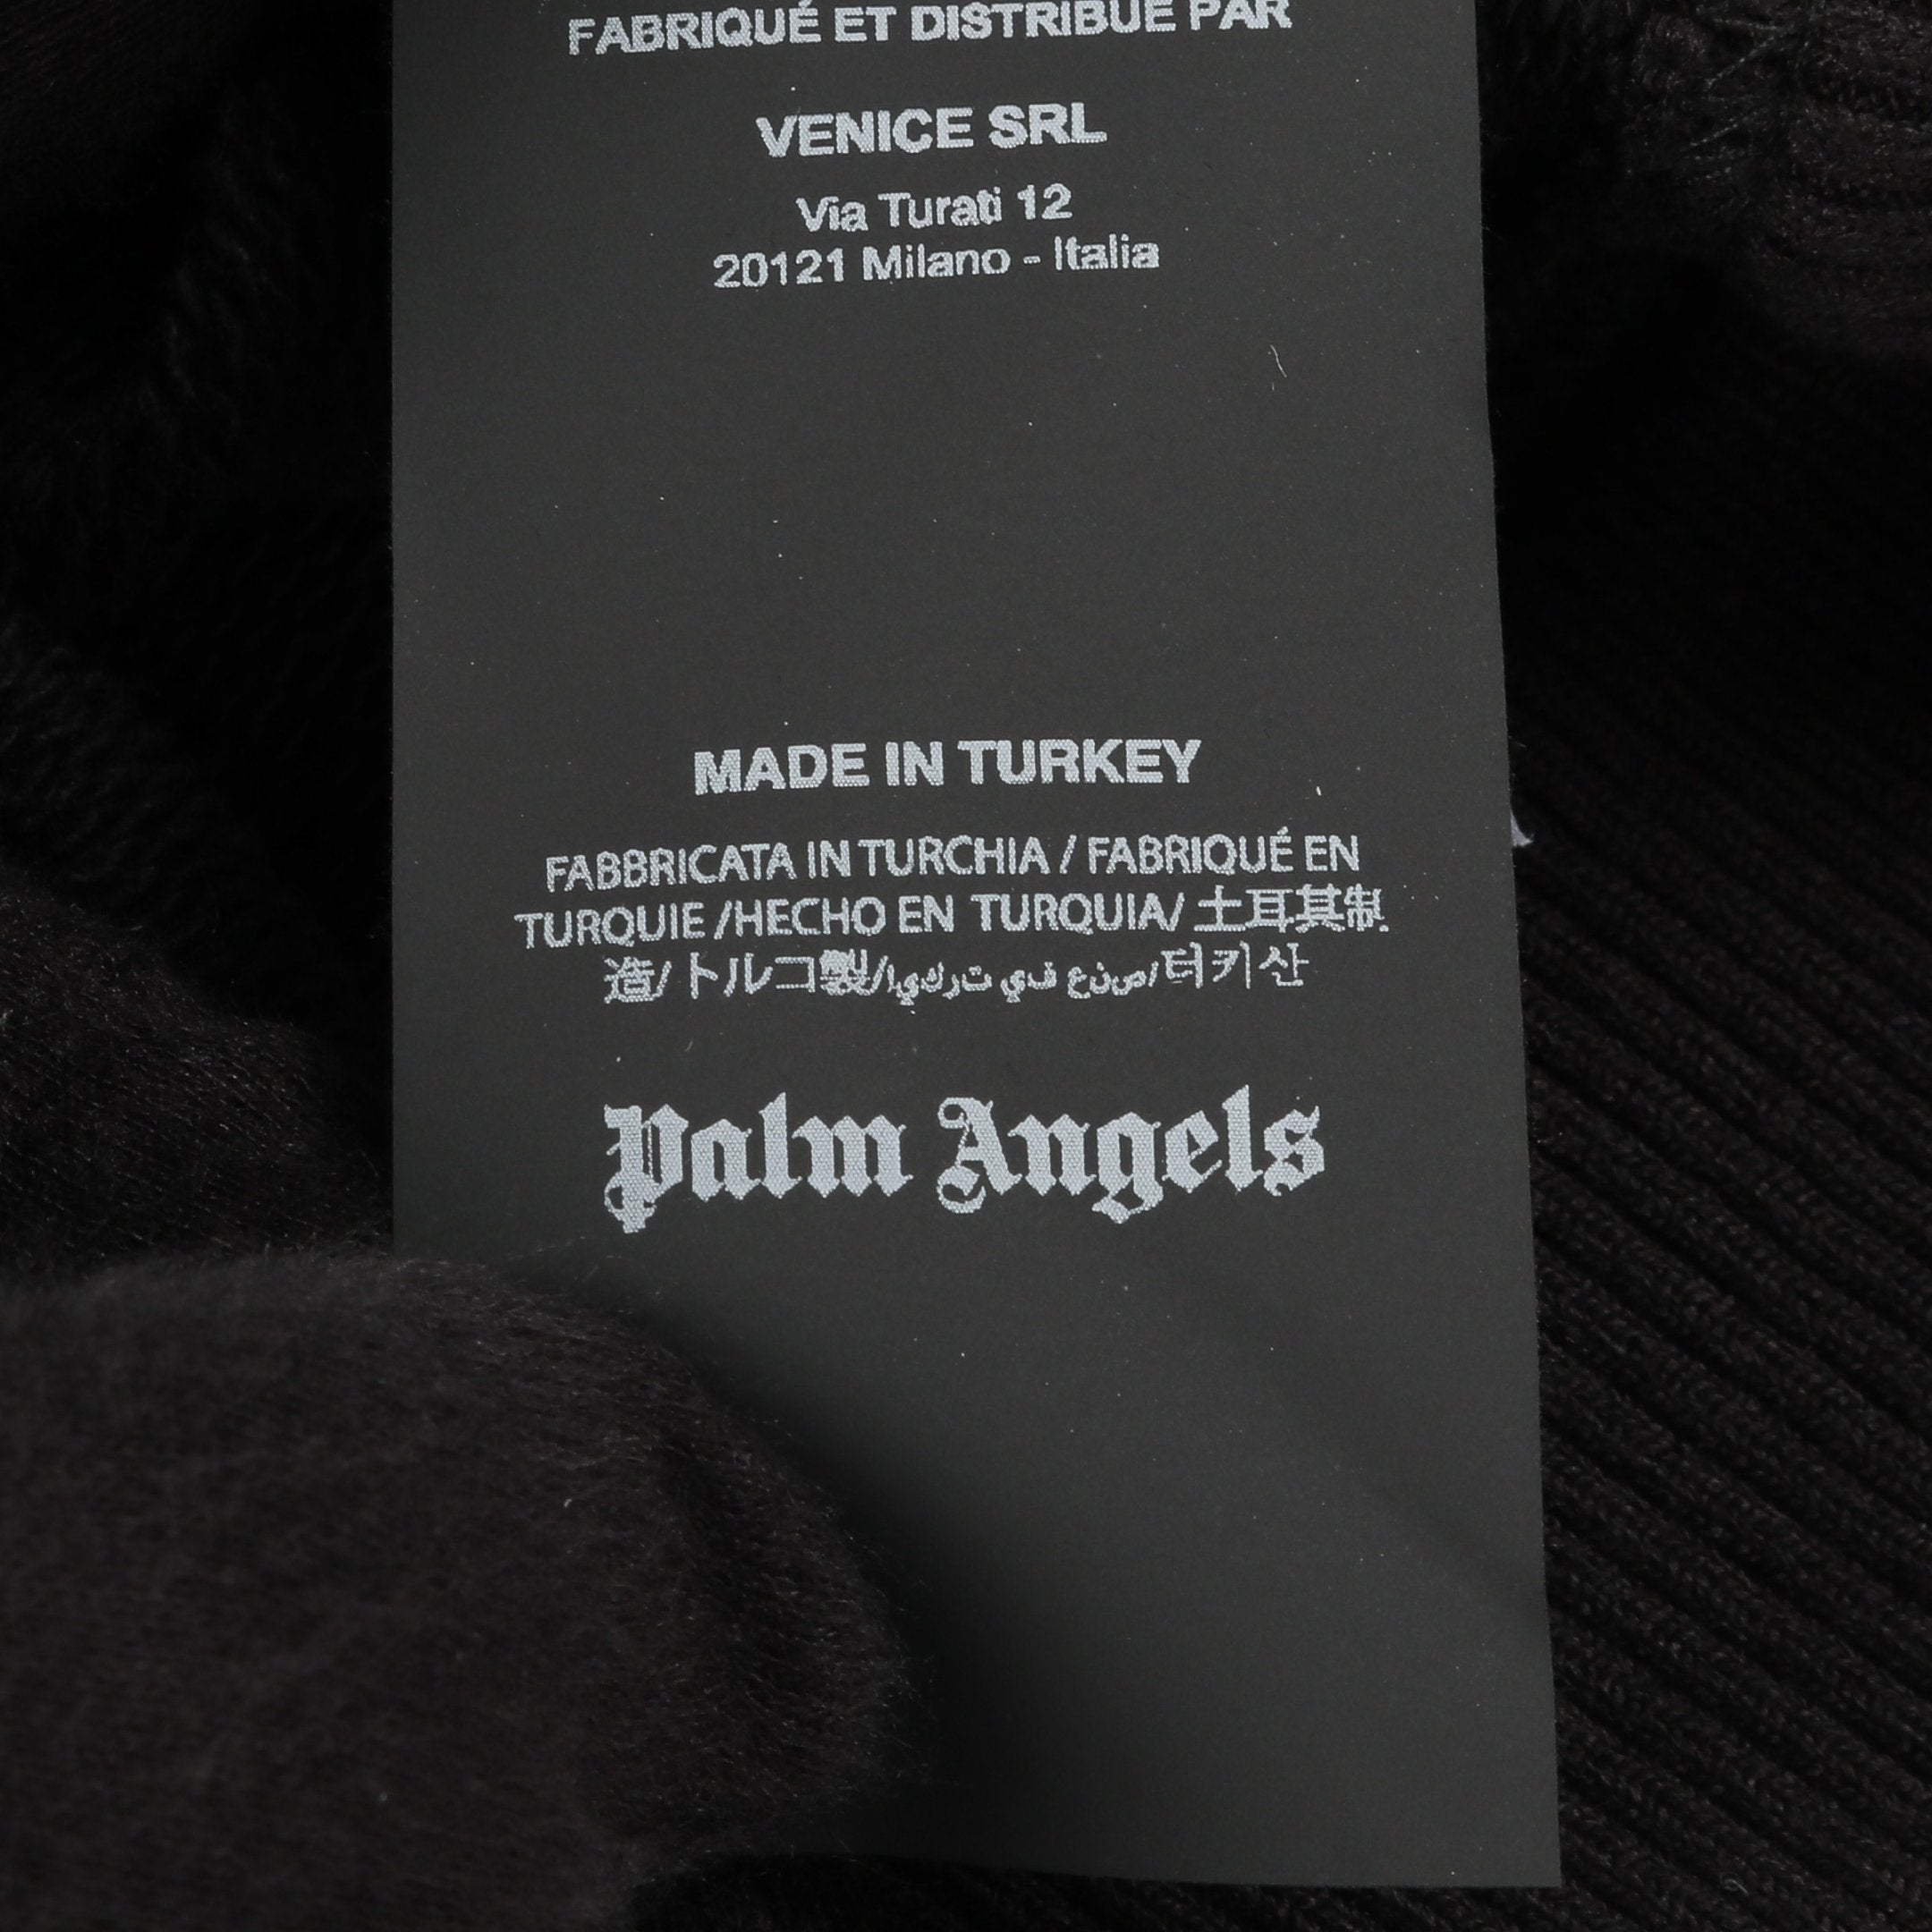 FABRIQUÉ ET DISTRIBUÉ PAR
VENICE SRL
Via Turati 12
20121 Milano - Italia
MADE IN TURKEY
FABBRICATA IN TURCHIA / FABRIQUÉ EN
TURQUIE /HECHO EN TURQUIA/ 土耳其制
造/ トルコ製/صنع في تركيا/터키산
Palm Angels